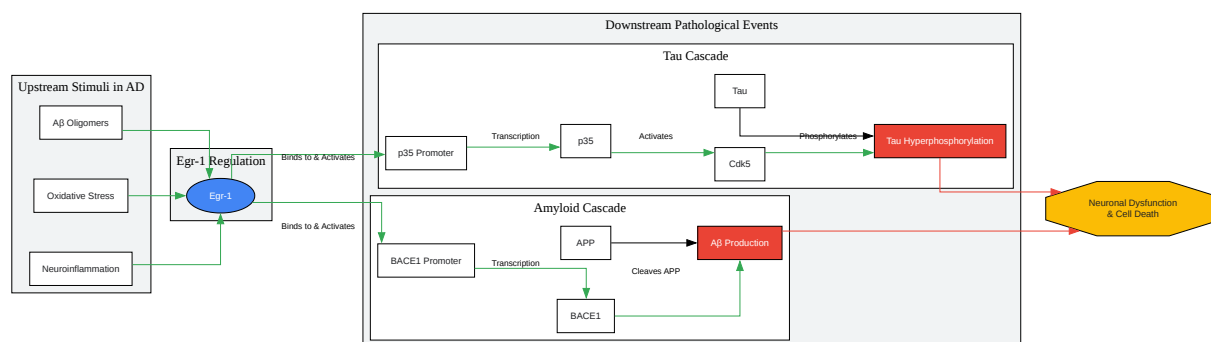 Downstream Pathological Events
Upstream Stimuli in AD
Aβ Oligomers
Oxidative Stress
Neuroinflammation
Egr-1 Regulation
Egr-1
Binds to & Activates
Binds to & Activates
Tau Cascade
Tau
p35 Promoter
Transcription
p35
Activates
Cdk5
Phosphorylates
Tau Hyperphosphorylation
Amyloid Cascade
APP
BACE1 Promoter
Transcription
BACE1
Cleaves APP
Aβ Production
Neuronal Dysfunction
& Cell Death